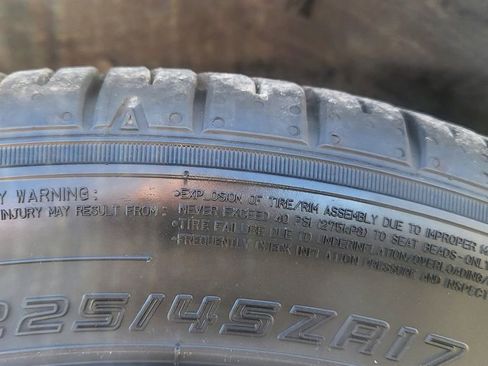 A
Y WARNING: •EXPLOSION OF TIRE/RIM ASSEMBLY DUE TO IMPROPER
INJURY MAY RESULT FROM: NEVER EXCEED 40 PSI (275kPa) TO SEAT BEADS-ONLY
•TIRE FAILURE DUE TO UNDERINFLATION/OVERLOADING/
•FREQUENTLY CHECK INFLATION PRESSURE AND INSPECT
225/45ZR17